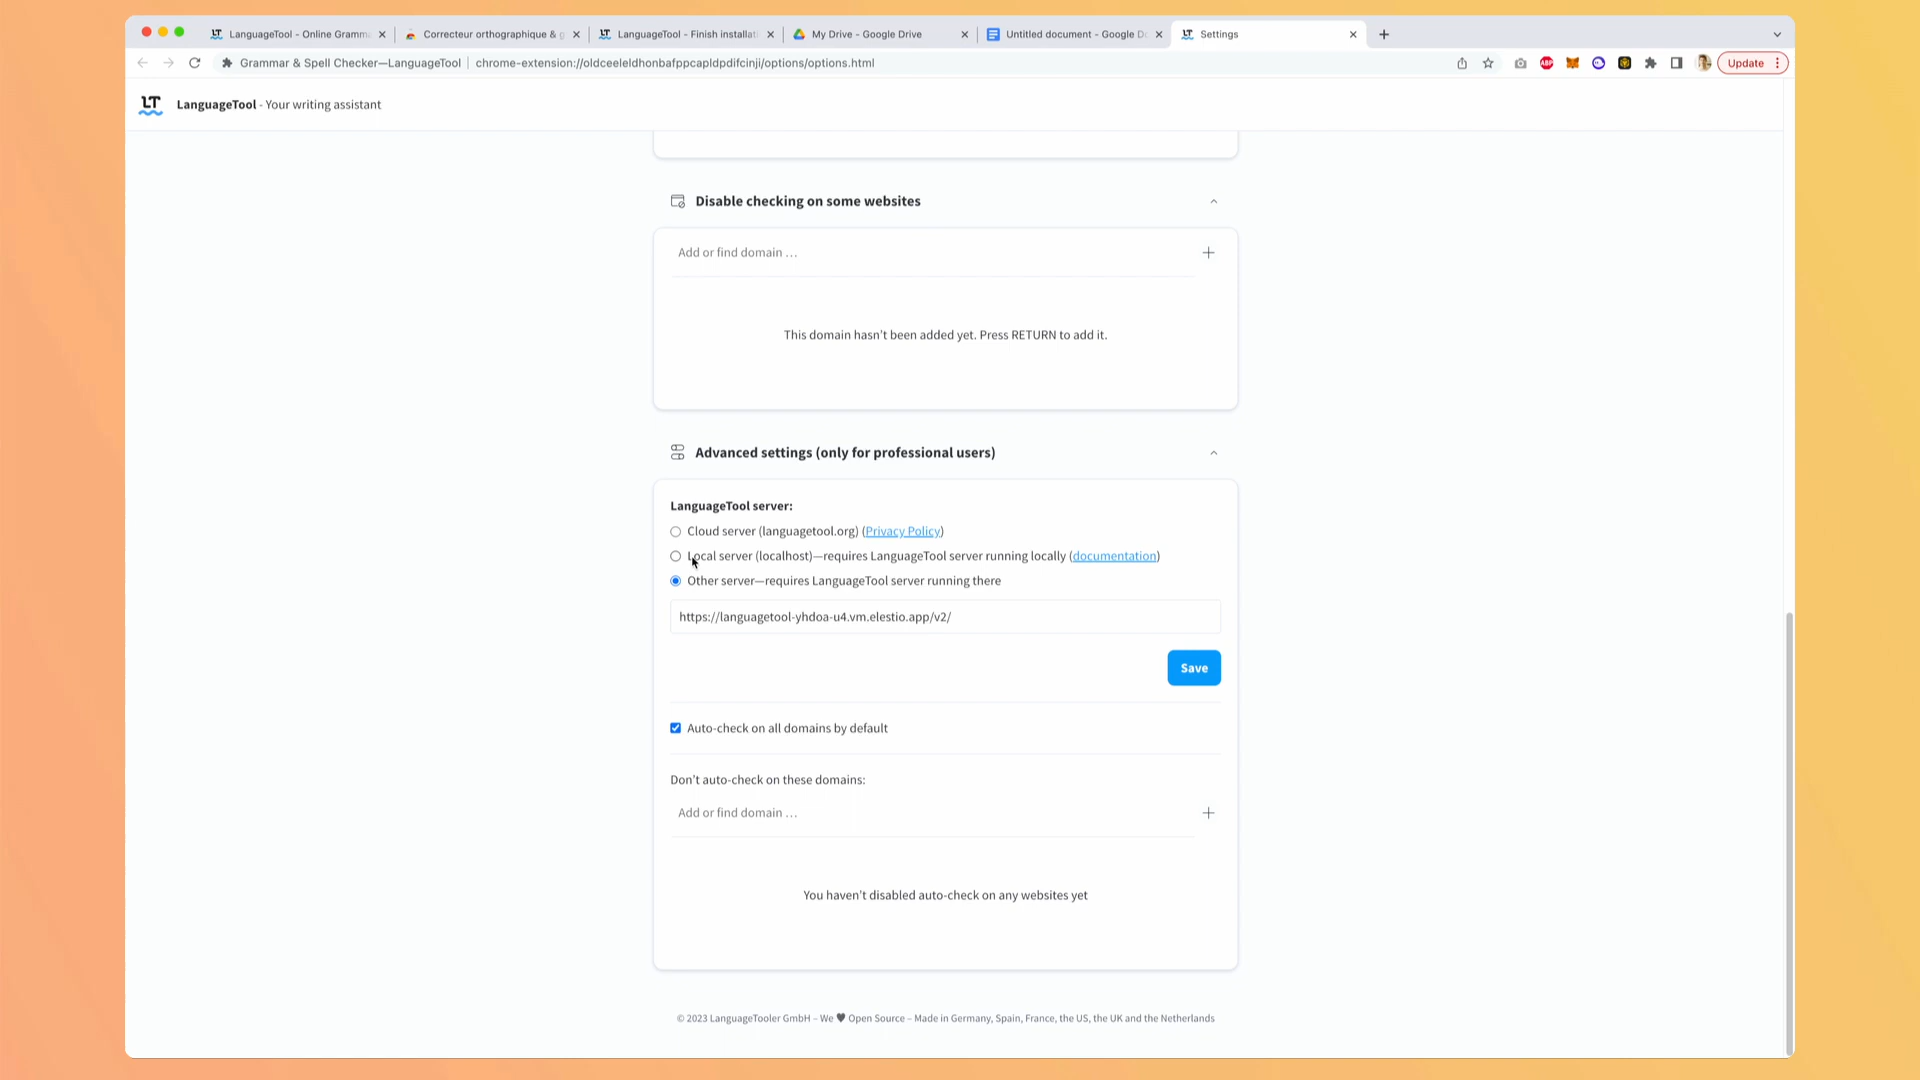 LanguageTool - Online Gramm
Correcteur orthographique & g
LanguageTool - Finish installat
My Drive - Google Drive
Untitled document - Google D
Settings
Grammar & Spell Checker—LanguageTool
chrome-extension://oldceeleldhonbafppcapldpdifcinji/options/options.html
ABP
Update
LT
LanguageTool - Your writing assistant
Disable checking on some websites
Add or find domain …
This domain hasn't been added yet. Press RETURN to add it.
Advanced settings (only for professional users)
LanguageTool server:
Cloud server (languagetool.org) (Privacy Policy)
Local server (localhost)—requires LanguageTool server running locally (documentation)
Other server—requires LanguageTool server running there
https://languagetool-yhdoa-u4.vm.elestio.app/v2/
Save
Auto-check on all domains by default
Don't auto-check on these domains:
Add or find domain …
You haven't disabled auto-check on any websites yet
© 2023 LanguageTooler GmbH – We ♥ Open Source – Made in Germany, Spain, France, the US, the UK and the Netherlands